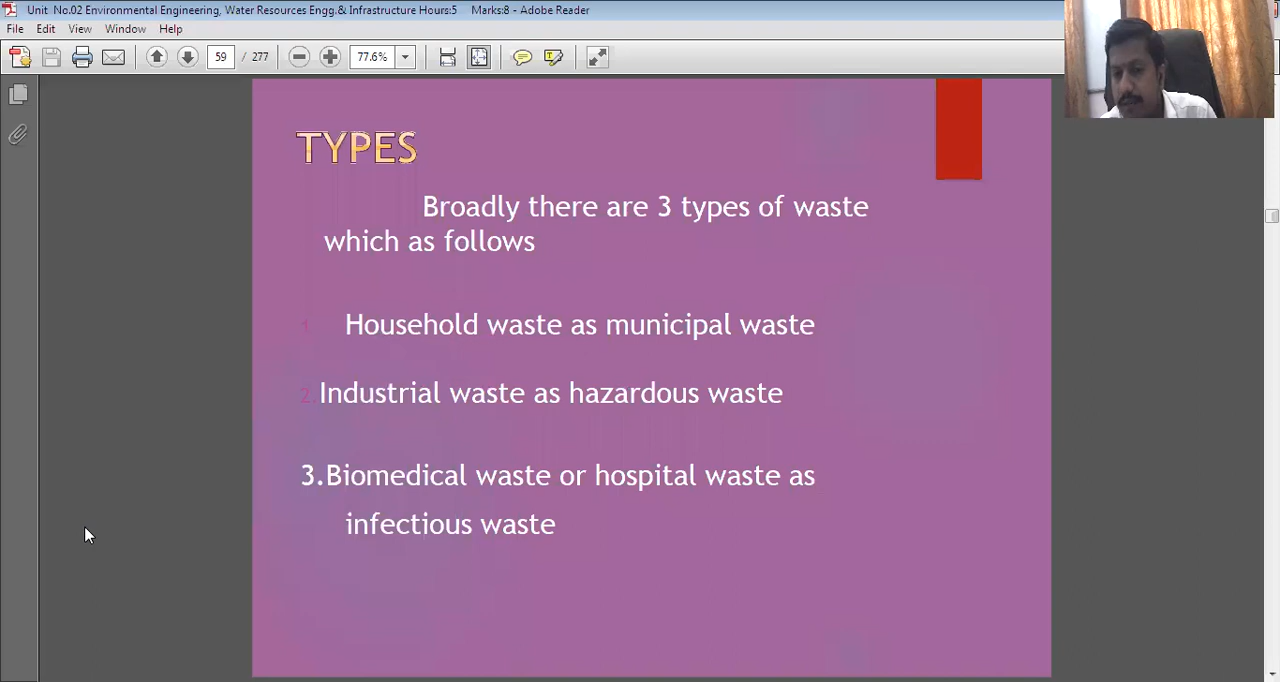 Unit No.02 Environmental Engineering, Water Resources Engg.& Infrastructure Hours:5 Marks:8 - Adobe Reader
File Edit View Window Help
59 / 277 77.6%
TYPES
Broadly there are 3 types of waste
which as follows
1. Household waste as municipal waste
2. Industrial waste as hazardous waste
3.Biomedical waste or hospital waste as
infectious waste